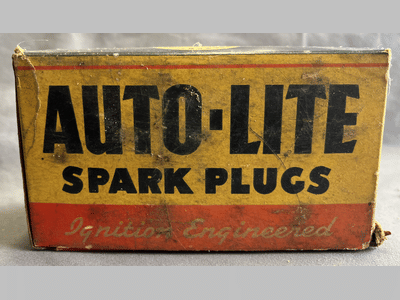 AUTO-LITE
SPARK PLUGS
Ignition Engineered